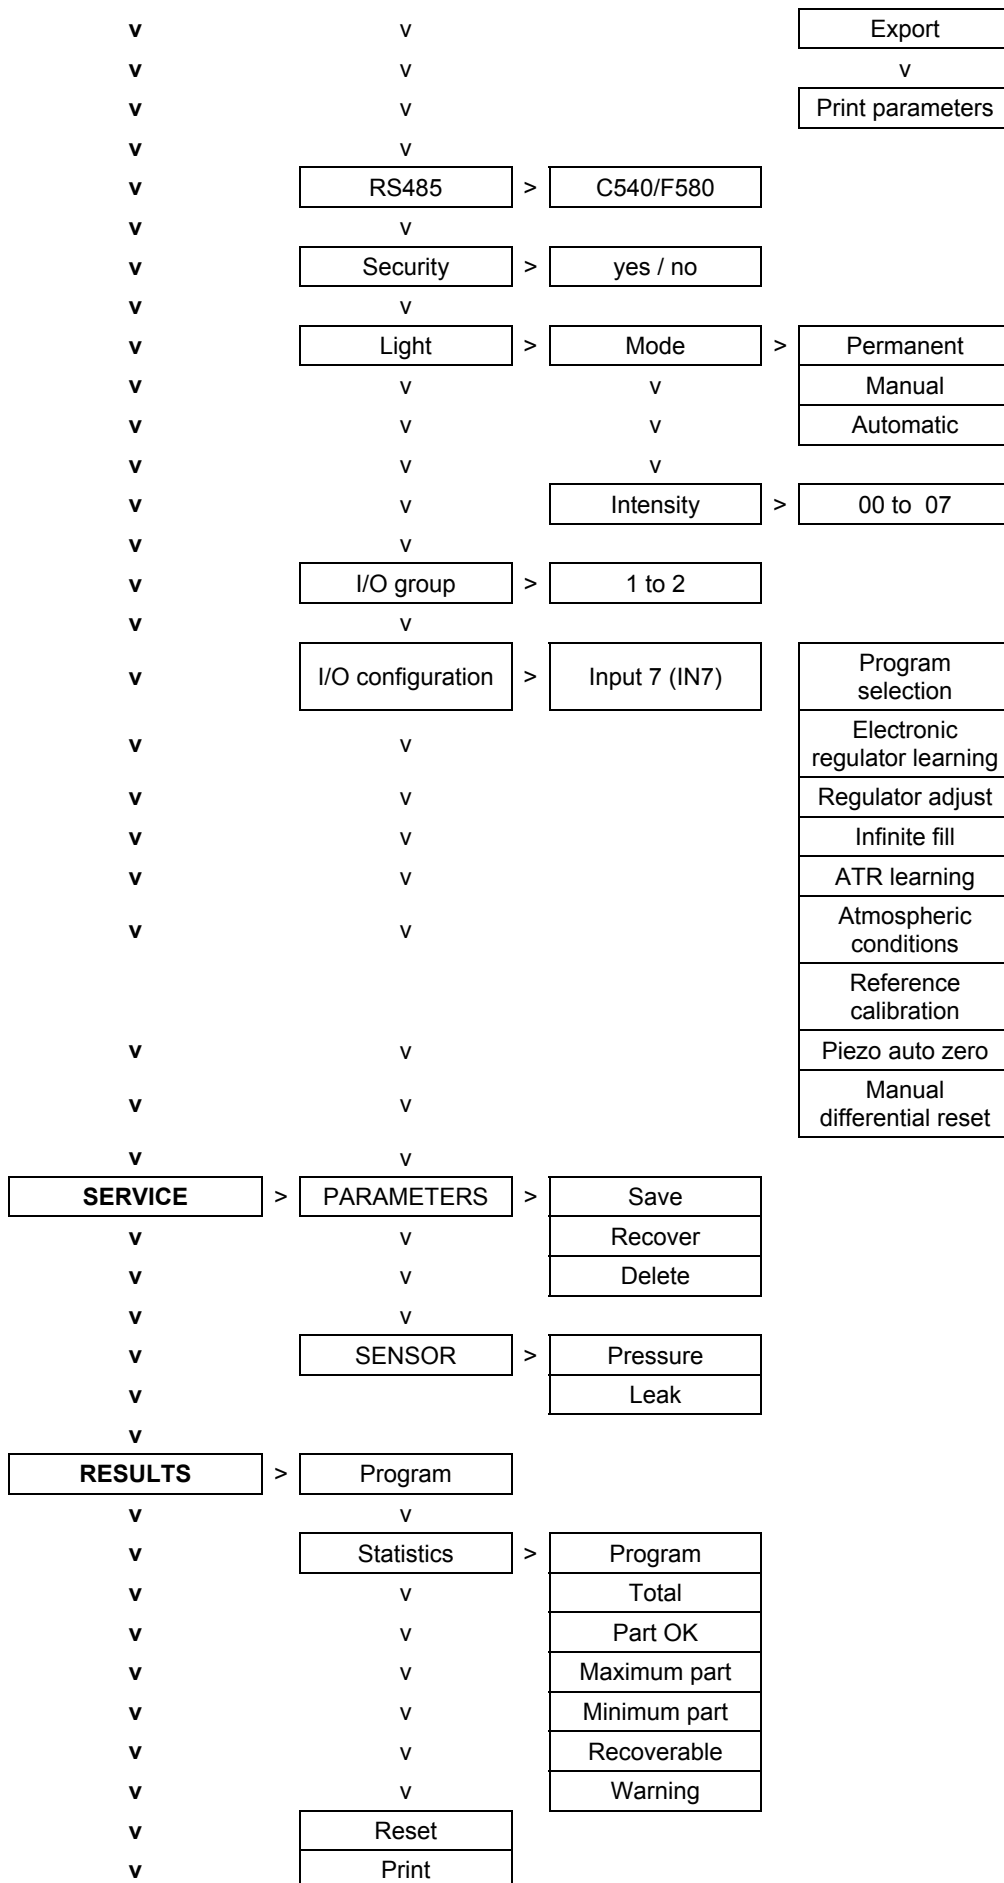 v v Export
v v v
v v Print parameters
v v
v RS485 > C540/F580
v v
v Security > yes / no
v v
v Light > Mode > Permanent
v v v Manual
v v v Automatic
v v v
v v Intensity > 00 to 07
v v
v I/O group > 1 to 2
v v
v I/O configuration > Input 7 (IN7) Program
selection
v v Electronic
regulator learning
v v Regulator adjust
v v Infinite fill
v v ATR learning
v v Atmospheric
conditions
Reference
calibration
v v Piezo auto zero
v v Manual
differential reset
v v
SERVICE > PARAMETERS > Save
v v Recover
v v Delete
v v
v SENSOR > Pressure
v Leak
v
RESULTS > Program
v v
v Statistics > Program
v v Total
v v Part OK
v v Maximum part
v v Minimum part
v v Recoverable
v v Warning
v Reset
v Print